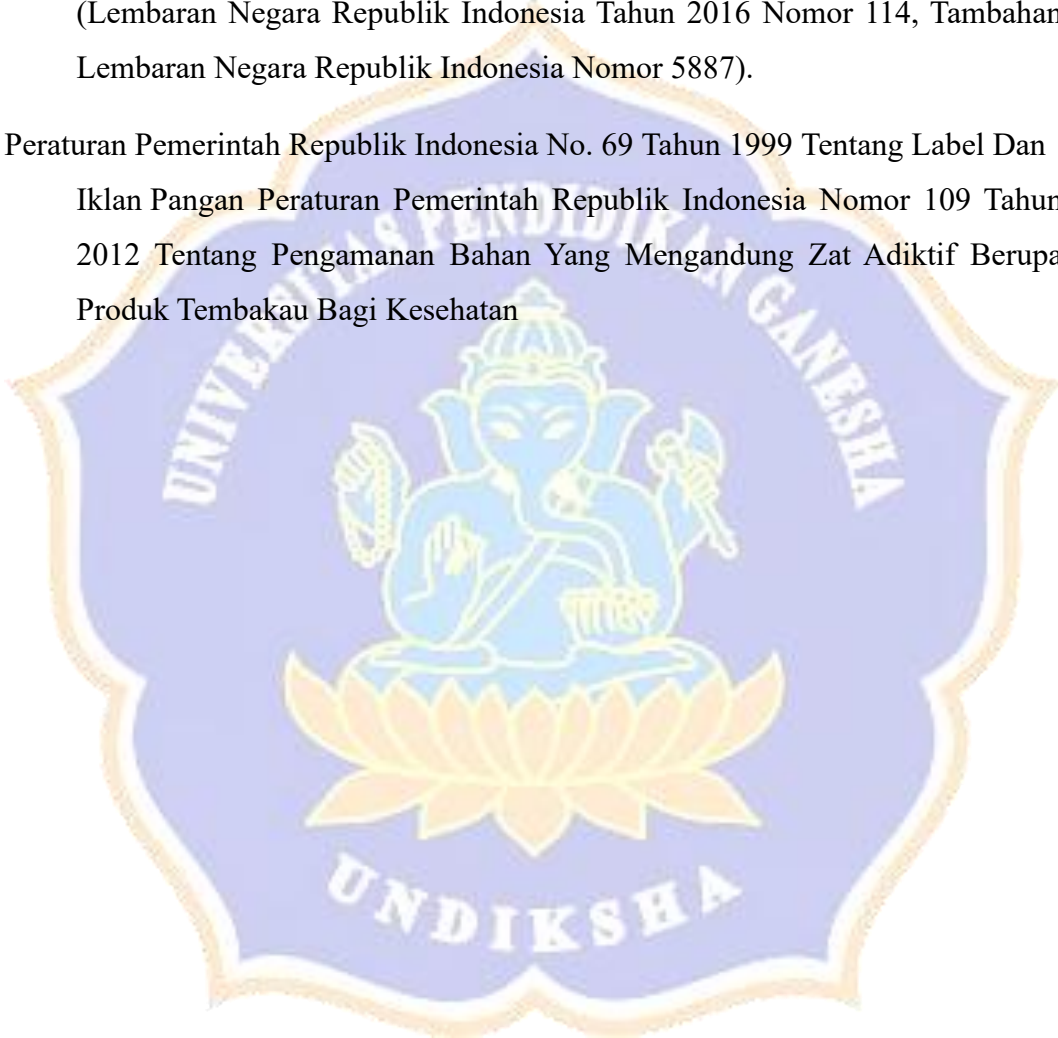 (Lembaran Negara Republik Indonesia Tahun 2016 Nomor 114, Tambahan
Lembaran Negara Republik Indonesia Nomor 5887).
Peraturan Pemerintah Republik Indonesia No. 69 Tahun 1999 Tentang Label Dan
Iklan Pangan Peraturan Pemerintah Republik Indonesia Nomor 109 Tahun
2012 Tentang Pengamanan Bahan Yang Mengandung Zat Adiktif Berupa
Produk Tembakau Bagi Kesehatan
UNIVERSITAS PENDIDIKAN GANESHA
UNDIKSHA